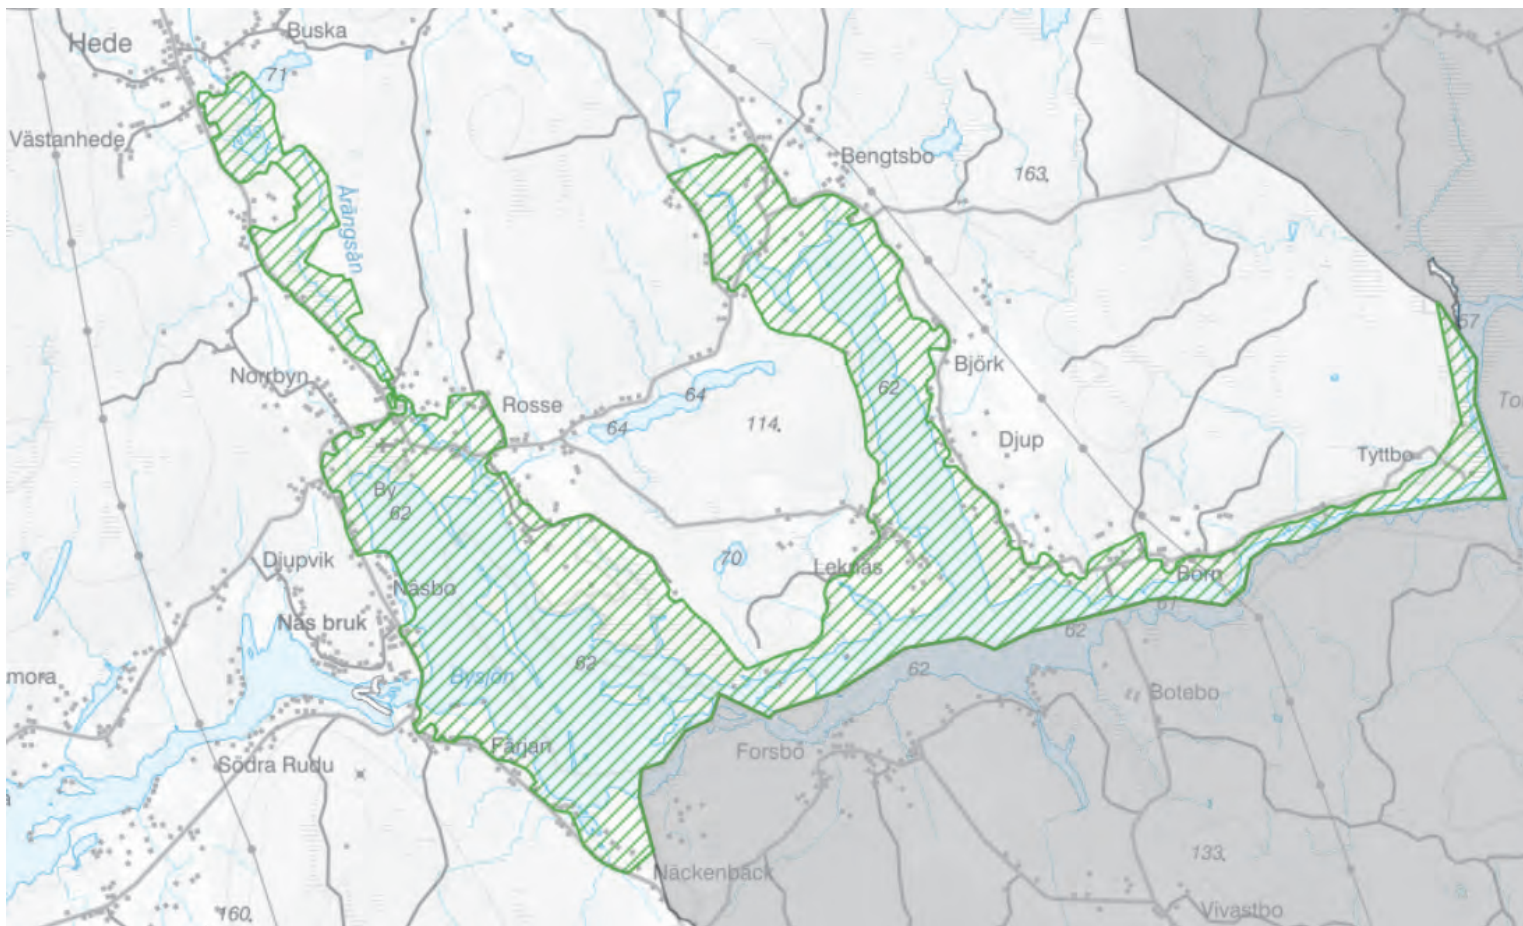 Buska
Hede
71
Västanhede
Bengtsbo
163.
Årängsån
67
Björk
Norrbyn
62
64
Rosse
114.
64
Djup
Tyttbo
By
62
Djupvik
70
Leknäs
Börn
Näsbo
61
Näs bruk
62
62
62
Bysjön
mora
Botebo
Färjan
Forsbo
Södra Rudu
133.
Näckenbäck
160.
Vivastbo